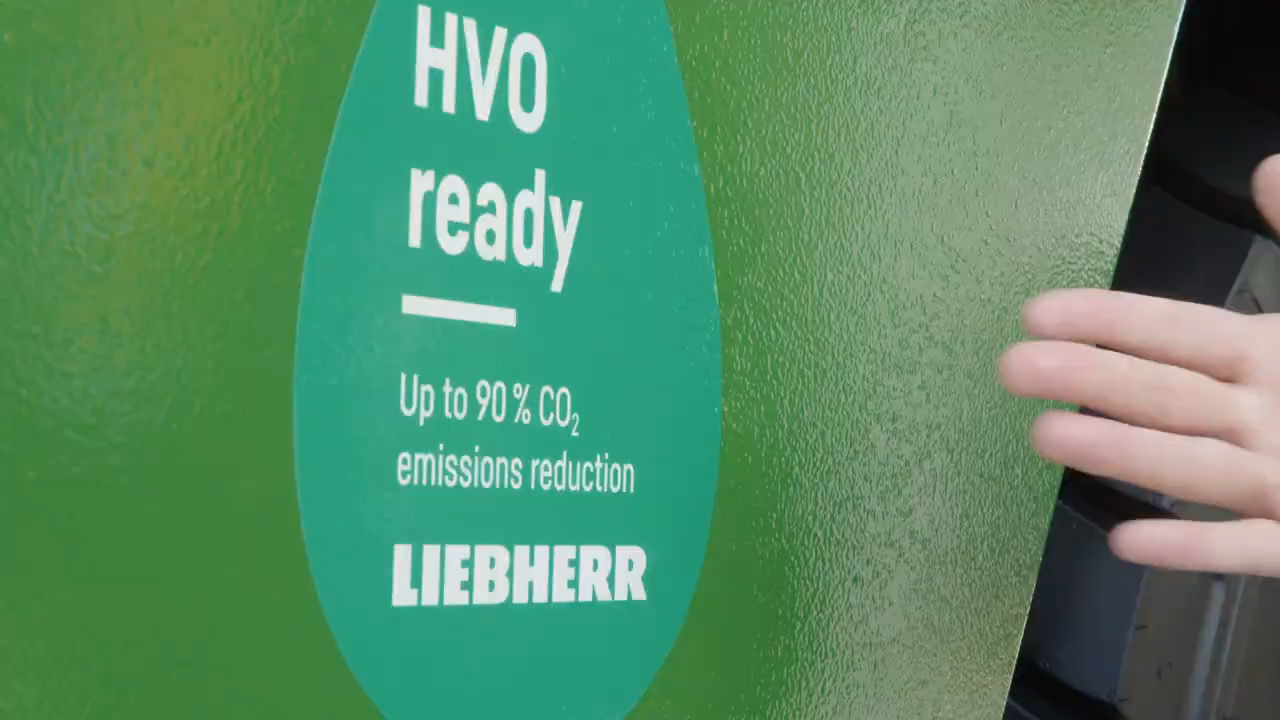 HVO
ready
Up to 90 % CO₂
emissions reduction
LIEBHERR